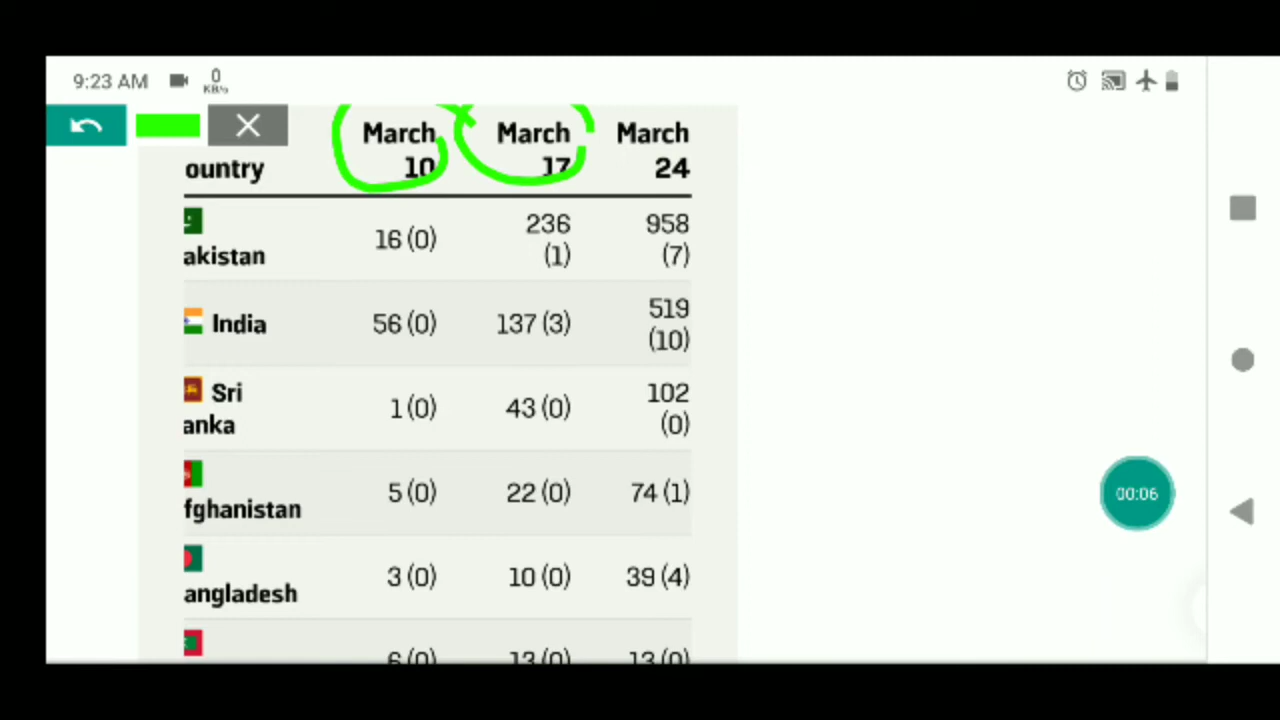 9:23 AM
0
KB/s
March March March
ountry 10 17 24
akistan 16 (0) 236 (1) 958 (7)
India 56 (0) 137 (3) 519 (10)
Sri
anka 1 (0) 43 (0) 102 (0)
fghanistan 5 (0) 22 (0) 74 (1)
angladesh 3 (0) 10 (0) 39 (4)
6 (0) 13 (0) 13 (0)
00:06